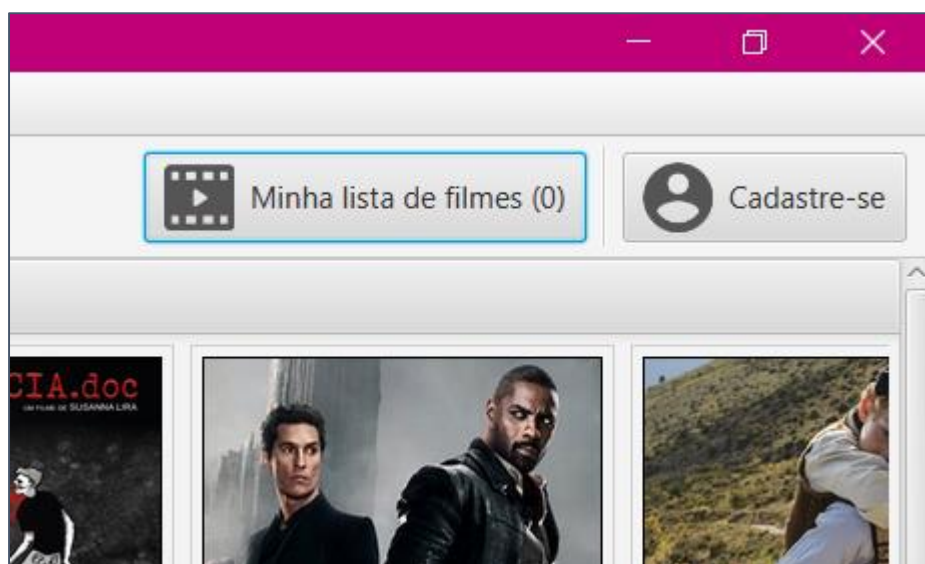 Minha lista de filmes (0)
Cadastre-se
CIA.doc
UM FILME DE SUSANNA LIRA